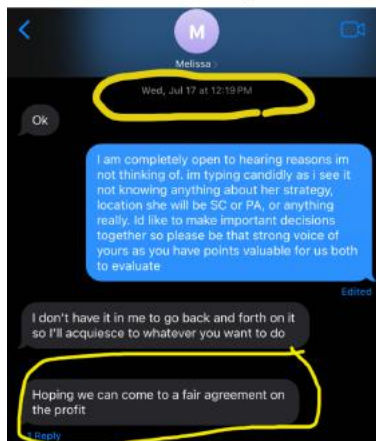 M
Melissa
Wed, Jul 17 at 12:19 PM
Ok
I am completely open to hearing reasons im
not thinking of. im typing candidly as i see it
not knowing anything about her strategy,
location she will be SC or PA, or anything
really. Id like to make important decisions
together so please be that strong voice of
yours as you have points valuable for us both
to evaluate
Edited
I don't have it in me to go back and forth on it
so I'll acquiesce to whatever you want to do
Hoping we can come to a fair agreement on
the profit
1 Reply